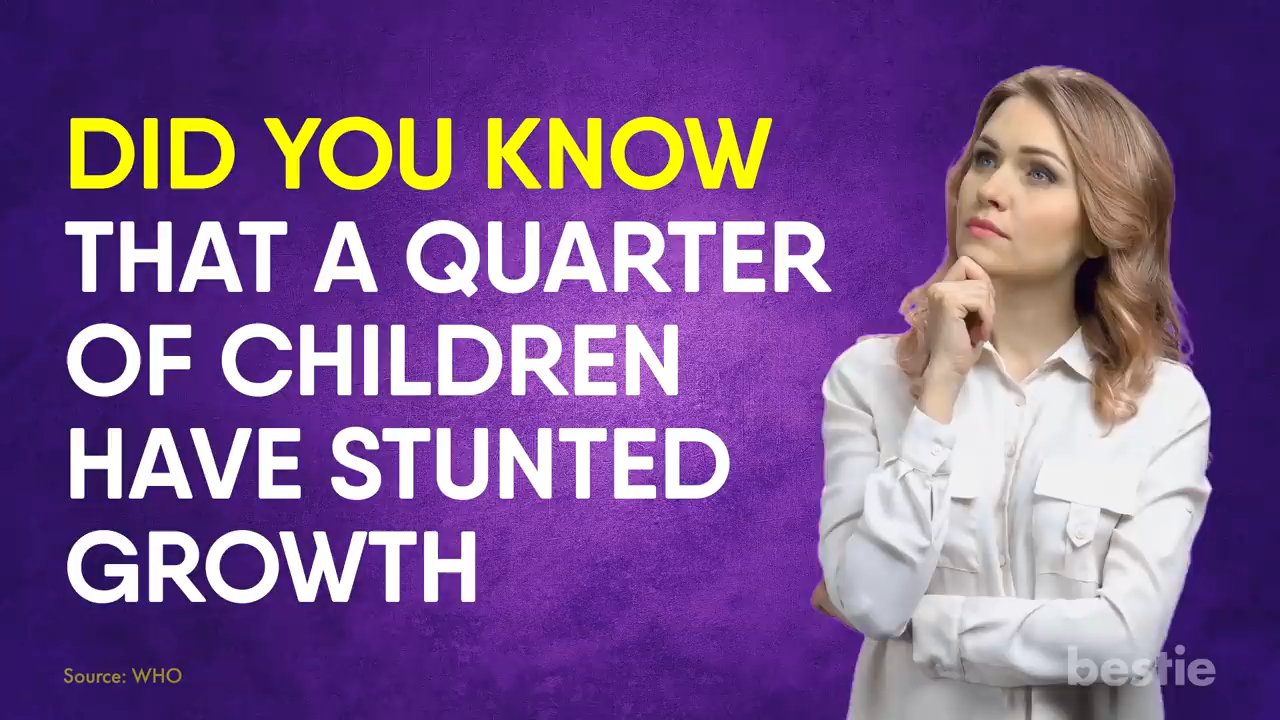 DID YOU KNOW
THAT A QUARTER
OF CHILDREN
HAVE STUNTED
GROWTH
Source: WHO
bestie